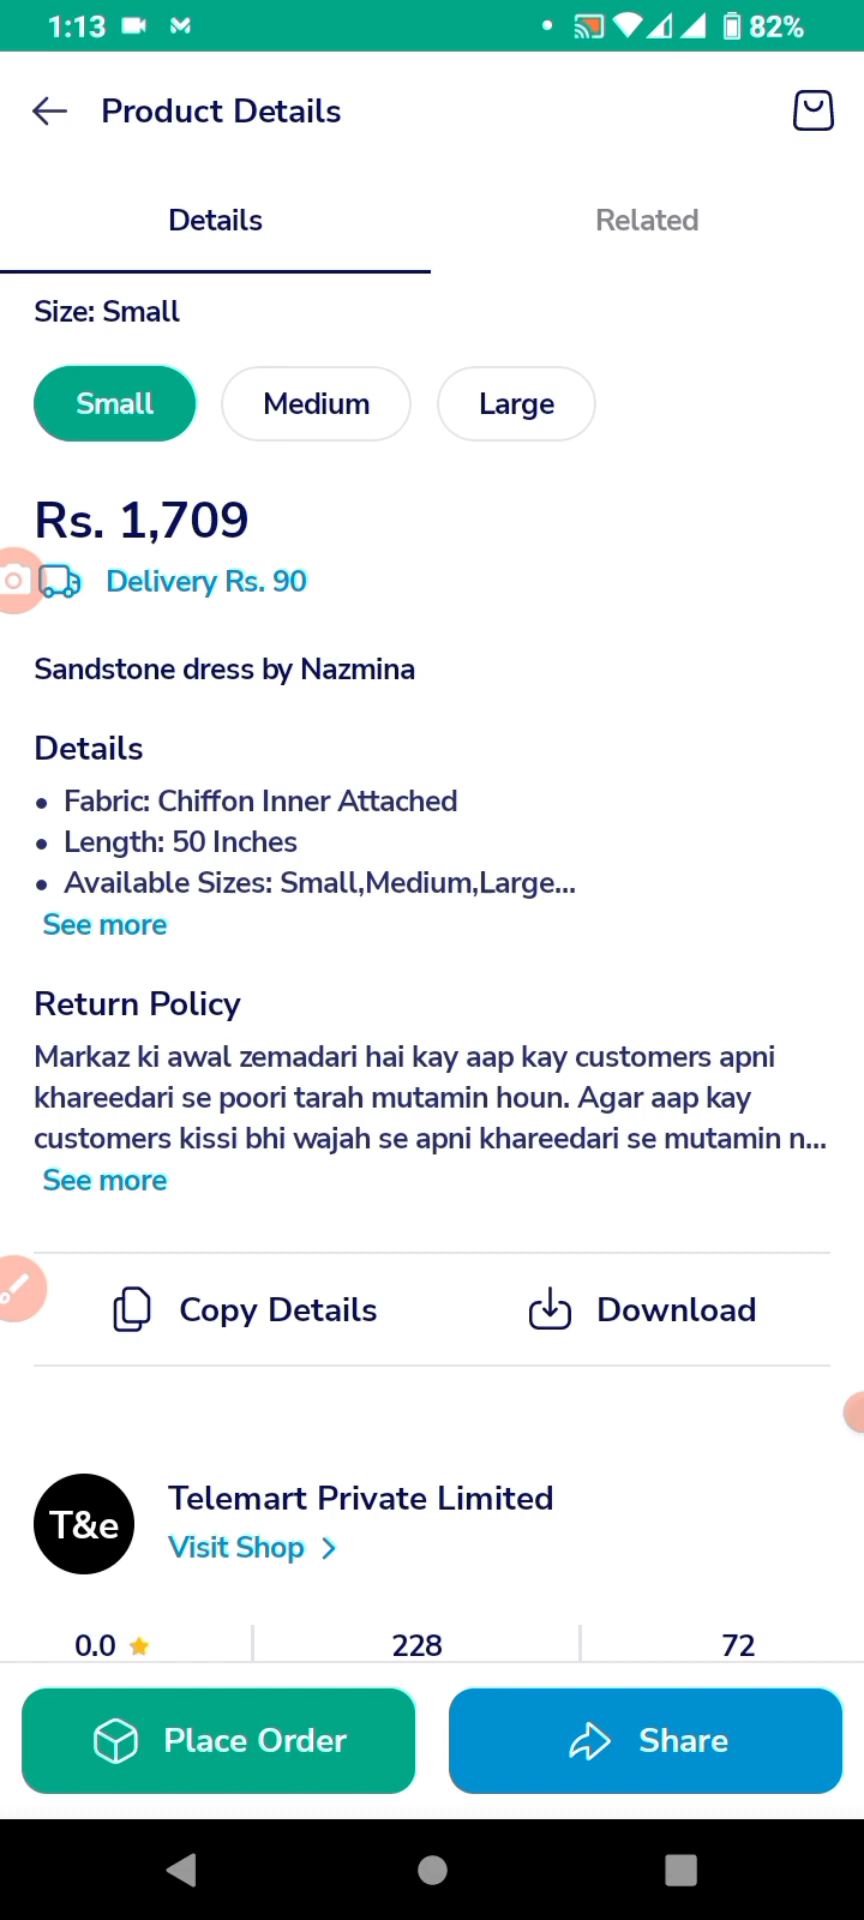 1:13
82%
Product Details
Details
Related
Size: Small
Small
Medium
Large
Rs. 1,709
Delivery Rs. 90
Sandstone dress by Nazmina
Details
• Fabric: Chiffon Inner Attached
• Length: 50 Inches
• Available Sizes: Small,Medium,Large...
See more
Return Policy
Markaz ki awal zemadari hai kay aap kay customers apni
khareedari se poori tarah mutamin houn. Agar aap kay
customers kissi bhi wajah se apni khareedari se mutamin n...
See more
Copy Details
Download
T&e
Telemart Private Limited
Visit Shop >
0.0
228
72
Place Order
Share